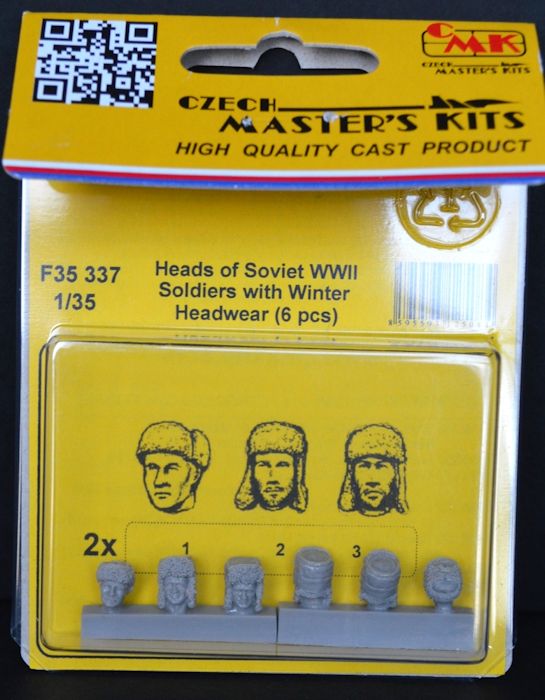 CMK
CZECH
MASTER'S KITS
CZECH
MASTER'S KITS
HIGH QUALITY CAST PRODUCT
F35 337
1/35
Heads of Soviet WWII
Soldiers with Winter
Headwear (6 pcs)
2x
1
2
3